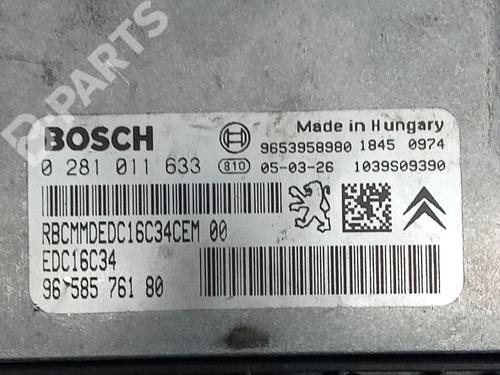 B-PARTS
BOSCH
Made in Hungary
9653958980 1845 0974
0 281 011 633 810 05-03-26 1039S09390
RBCMMDEDC16C34CEM 00
EDC16C34
96 585 761 80